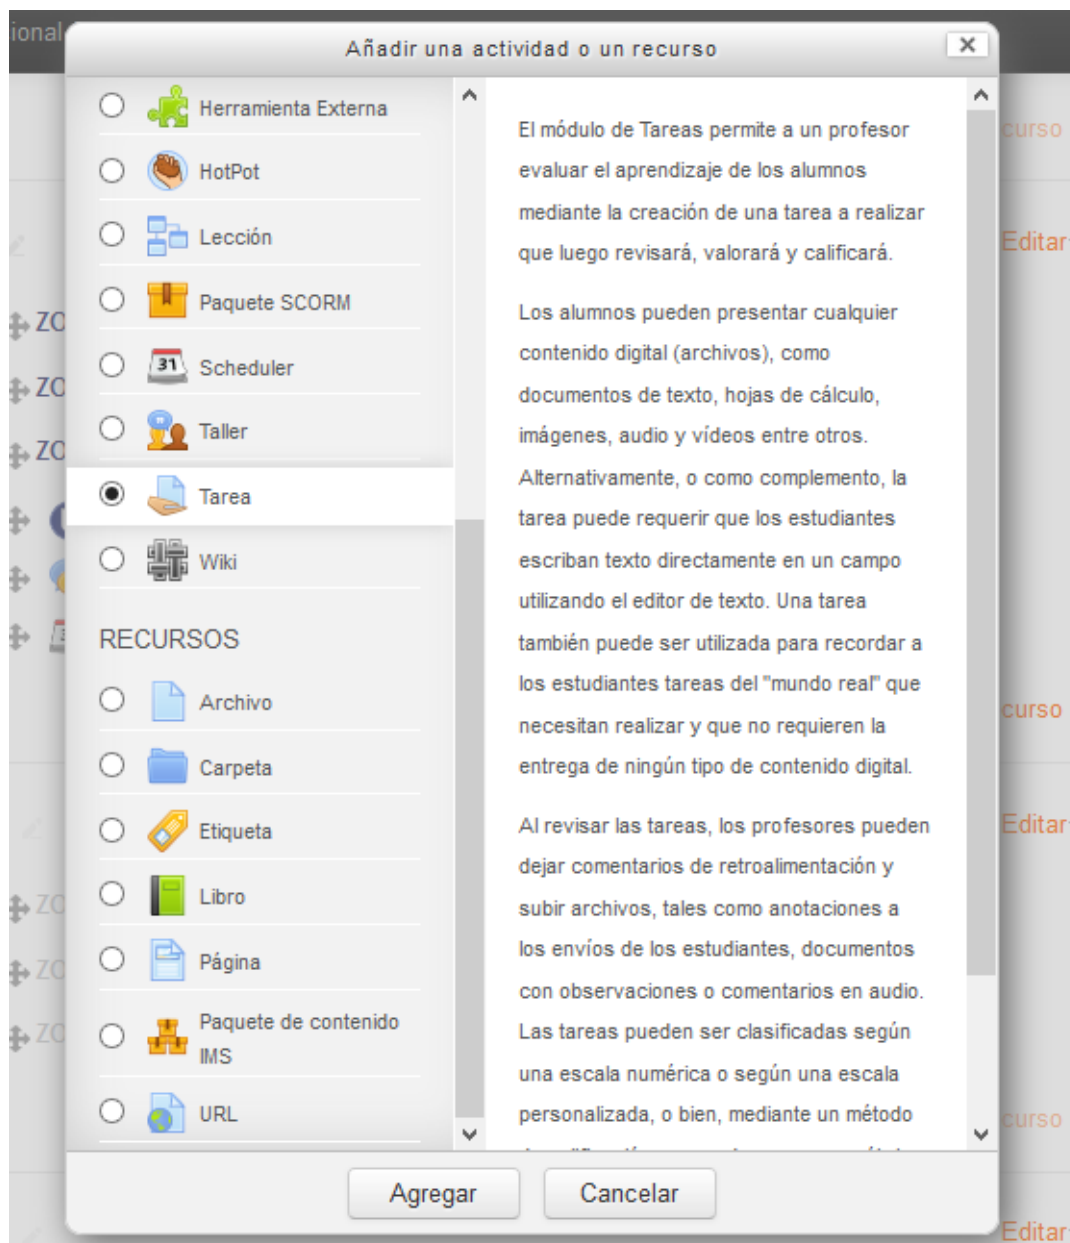 ional
Añadir una actividad o un recurso
Herramienta Externa
HotPot
Lección
Paquete SCORM
31
Scheduler
Taller
Tarea
Wiki
RECURSOS
Archivo
Carpeta
Etiqueta
Libro
Página
Paquete de contenido
IMS
URL
El módulo de Tareas permite a un profesor
evaluar el aprendizaje de los alumnos
mediante la creación de una tarea a realizar
que luego revisará, valorará y calificará.
Los alumnos pueden presentar cualquier
contenido digital (archivos), como
documentos de texto, hojas de cálculo,
imágenes, audio y vídeos entre otros.
Alternativamente, o como complemento, la
tarea puede requerir que los estudiantes
escriban texto directamente en un campo
utilizando el editor de texto. Una tarea
también puede ser utilizada para recordar a
los estudiantes tareas del "mundo real" que
necesitan realizar y que no requieren la
entrega de ningún tipo de contenido digital.
Al revisar las tareas, los profesores pueden
dejar comentarios de retroalimentación y
subir archivos, tales como anotaciones a
los envíos de los estudiantes, documentos
con observaciones o comentarios en audio.
Las tareas pueden ser clasificadas según
una escala numérica o según una escala
personalizada, o bien, mediante un método
Agregar
Cancelar
ZO
ZO
ZO
ZO
ZO
ZO
curso
Editar
curso
Editar
curso
Editar